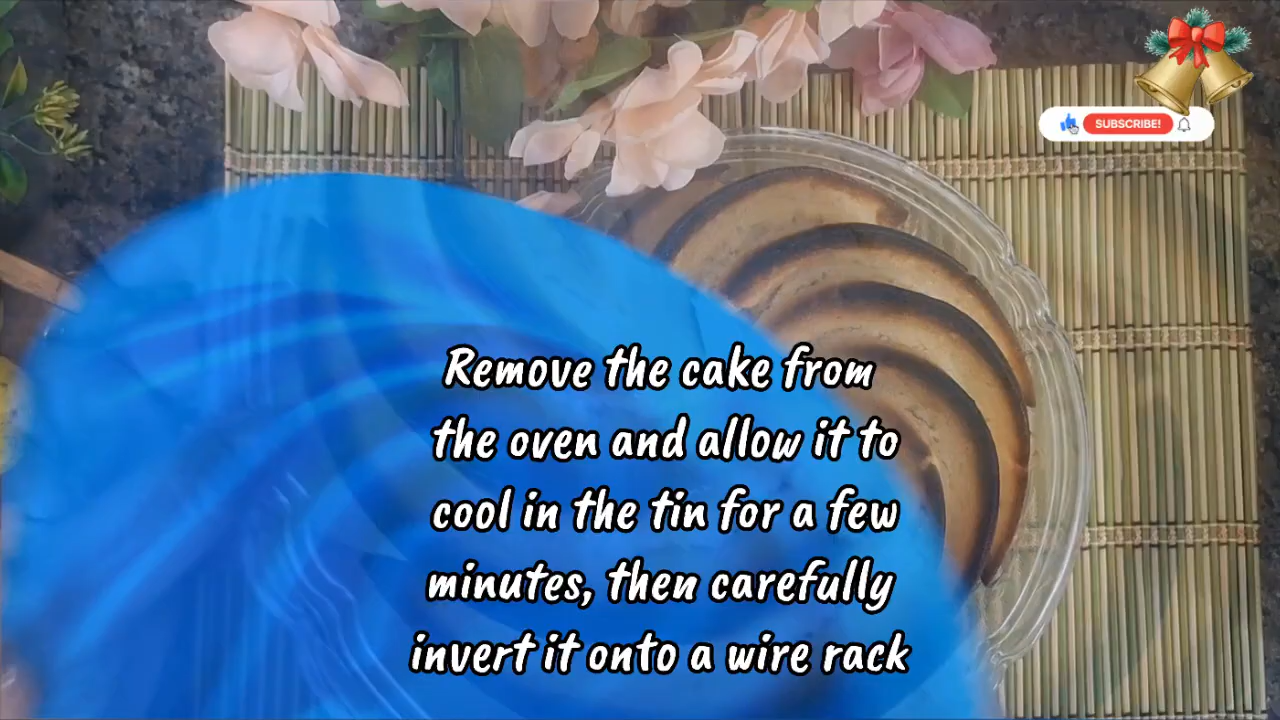 SUBSCRIBE!
Remove the cake from
the oven and allow it to
cool in the tin for a few
minutes, then carefully
invert it onto a wire rack